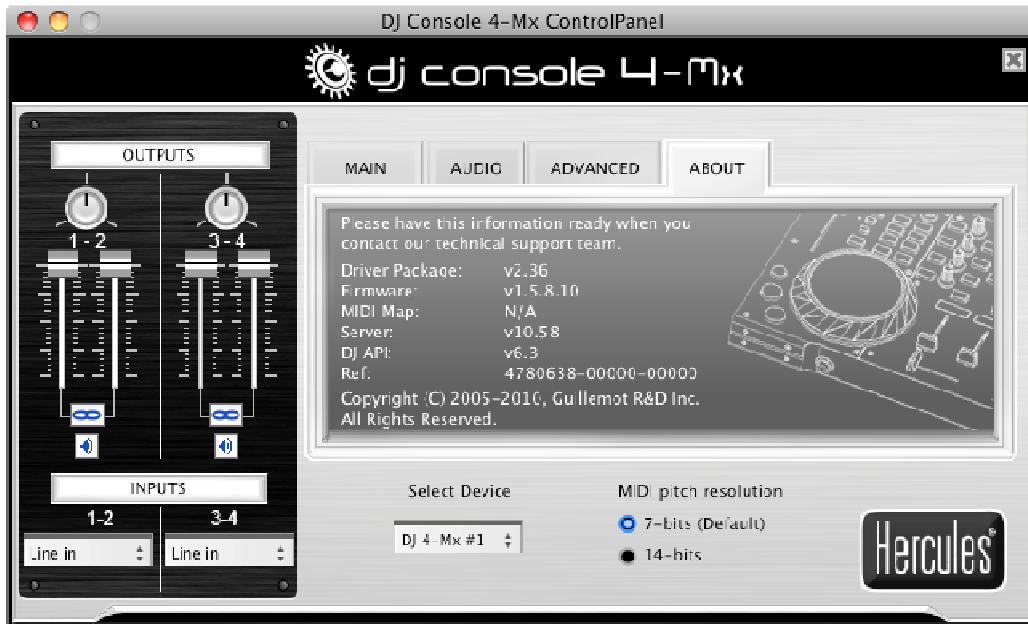 DJ Console 4-Mx ControlPanel
dj console 4-Mx
OUTPUTS
1-2
3-4
INPUTS
1-2
3-4
Line in
Line in
MAIN
AUDIO
ADVANCED
ABOUT
Please have this information ready when you
contact our technical support team.
Driver Package: v2.36
Firmware: v1.5.8.10
MIDI Map: N/A
Server: v10.58
DJ API: v6.3
Ref: 4780638-00000-00000
Copyright (C) 2005-2010, Guillemot R&D Inc.
All Rights Reserved.
Select Device
DJ 4-Mx #1
MIDI pitch resolution
7-bits (Default)
14-bits
Hercules